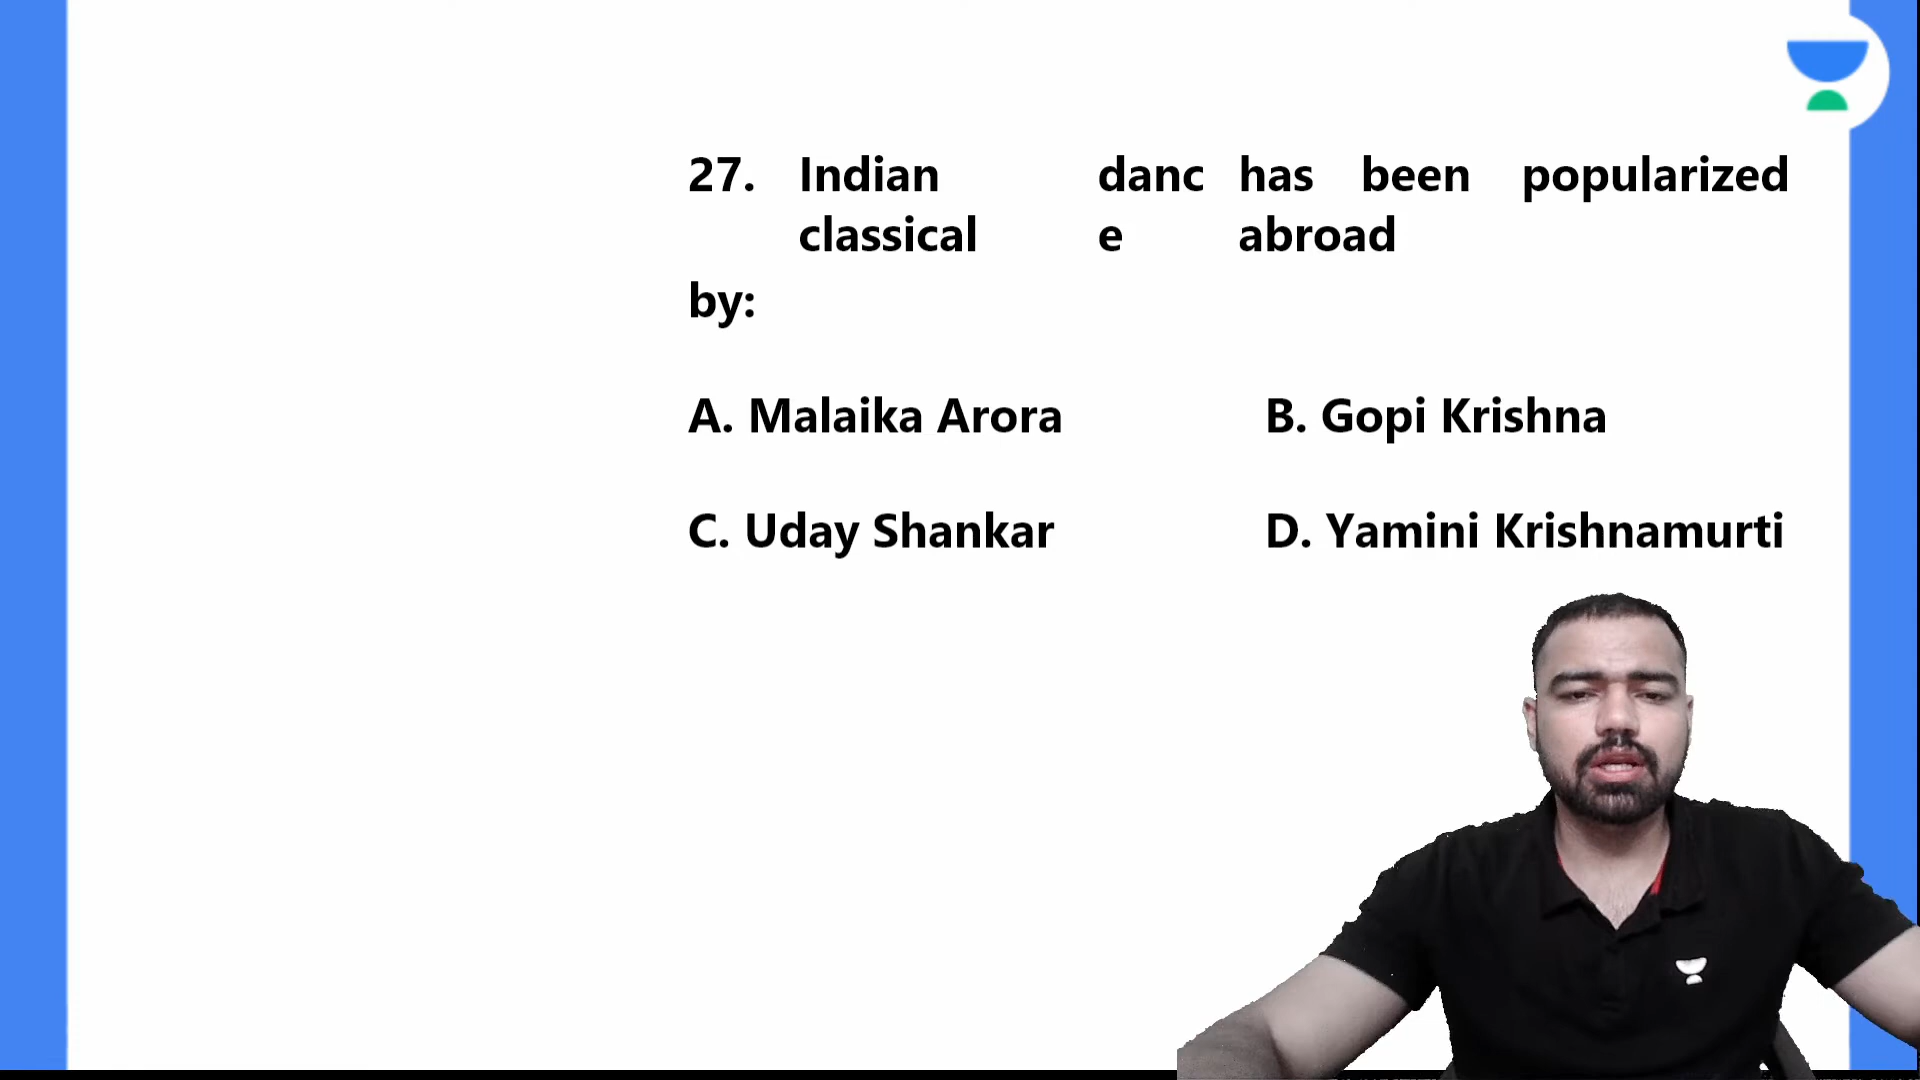 27. Indian danc has been popularized
classical e abroad
by:
A. Malaika Arora B. Gopi Krishna
C. Uday Shankar D. Yamini Krishnamurti